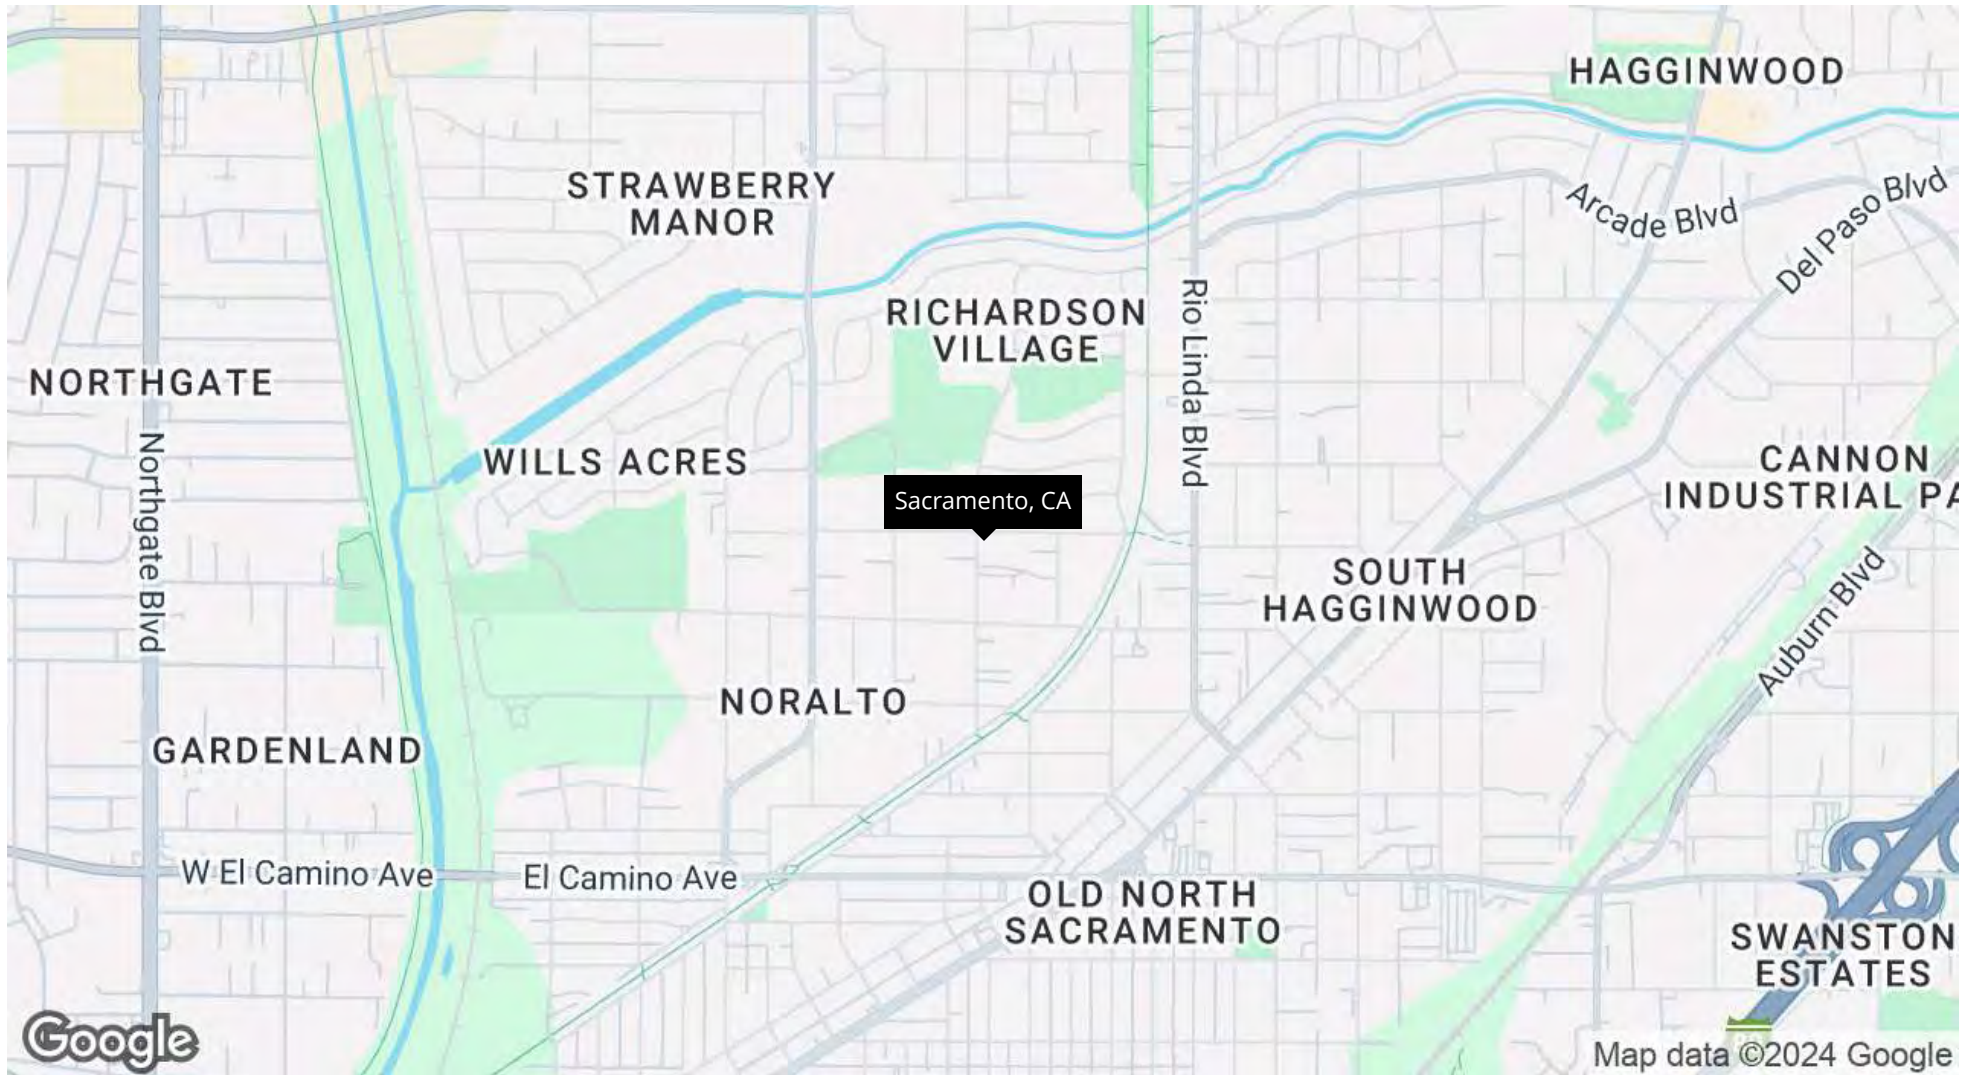 HAGGINWOOD
STRAWBERRY
MANOR
Arcade Blvd
Del Paso Blvd
RICHARDSON
VILLAGE
Rio Linda Blvd
NORTHGATE
Northgate Blvd
WILLS ACRES
CANNON
INDUSTRIAL PA
Sacramento, CA
SOUTH
HAGGINWOOD
Auburn Blvd
NORALTO
GARDENLAND
W El Camino Ave
El Camino Ave
OLD NORTH
SACRAMENTO
SWANSTON
ESTATES
Google
Map data ©2024 Google